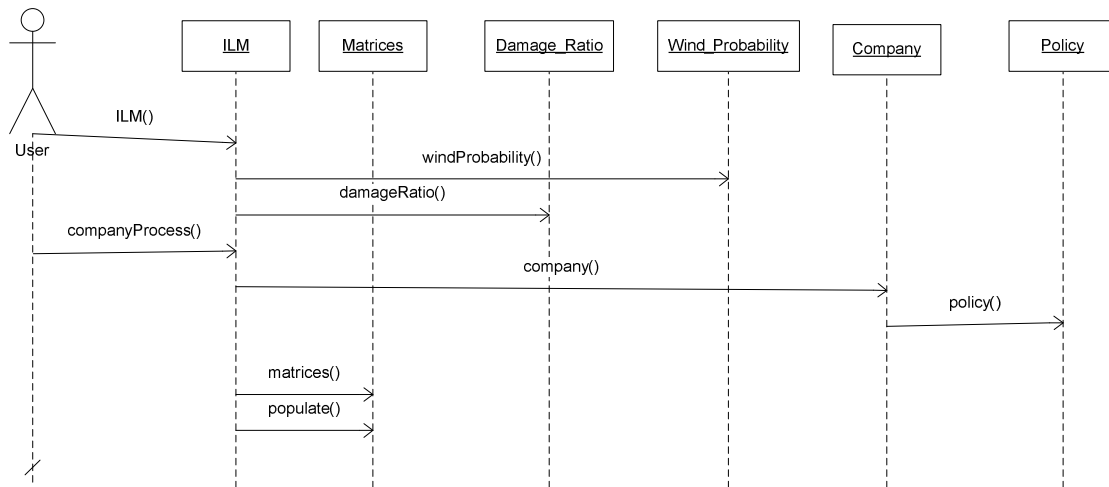 ILM
Matrices
Damage_Ratio
Wind_Probability
Company
Policy
ILM()
User
windProbability()
damageRatio()
companyProcess()
company()
policy()
matrices()
populate()